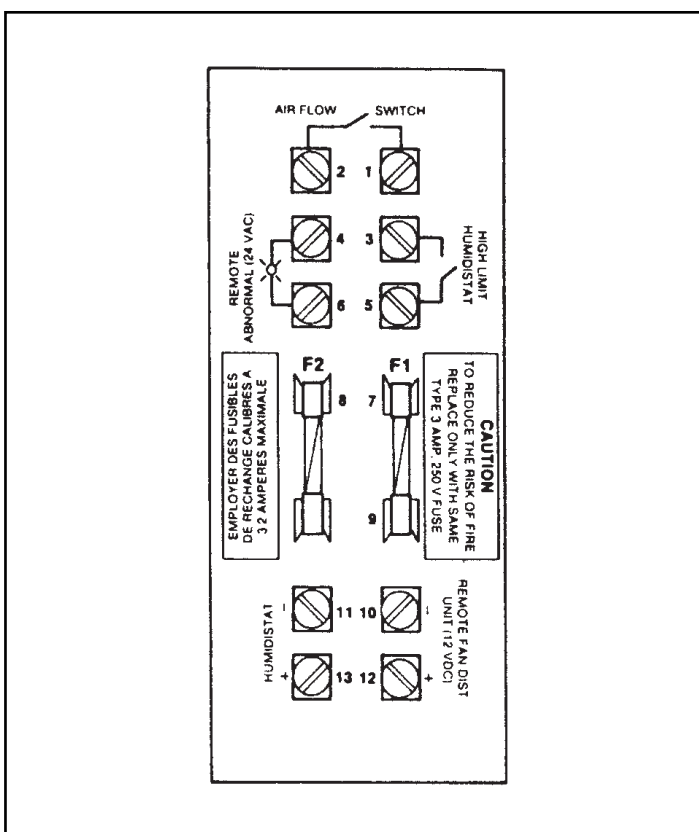 AIR FLOW SWITCH
2 1
REMOTE
ABNORMAL (24 VAC)
4 3
6 5
HIGH LIMIT
HUMIDISTAT
F2 F1
8 7
9
EMPLOYER DES FUSIBLES
DE RECHANGE CALIBRES A
3 2 AMPERES MAXIMALE
CAUTION
TO REDUCE THE RISK OF FIRE
REPLACE ONLY WITH SAME
TYPE 3 AMP. 250 V FUSE
HUMIDISTAT
- 11 10 -
+ 13 12 +
REMOTE FAN DIST
UNIT (12 VDC)